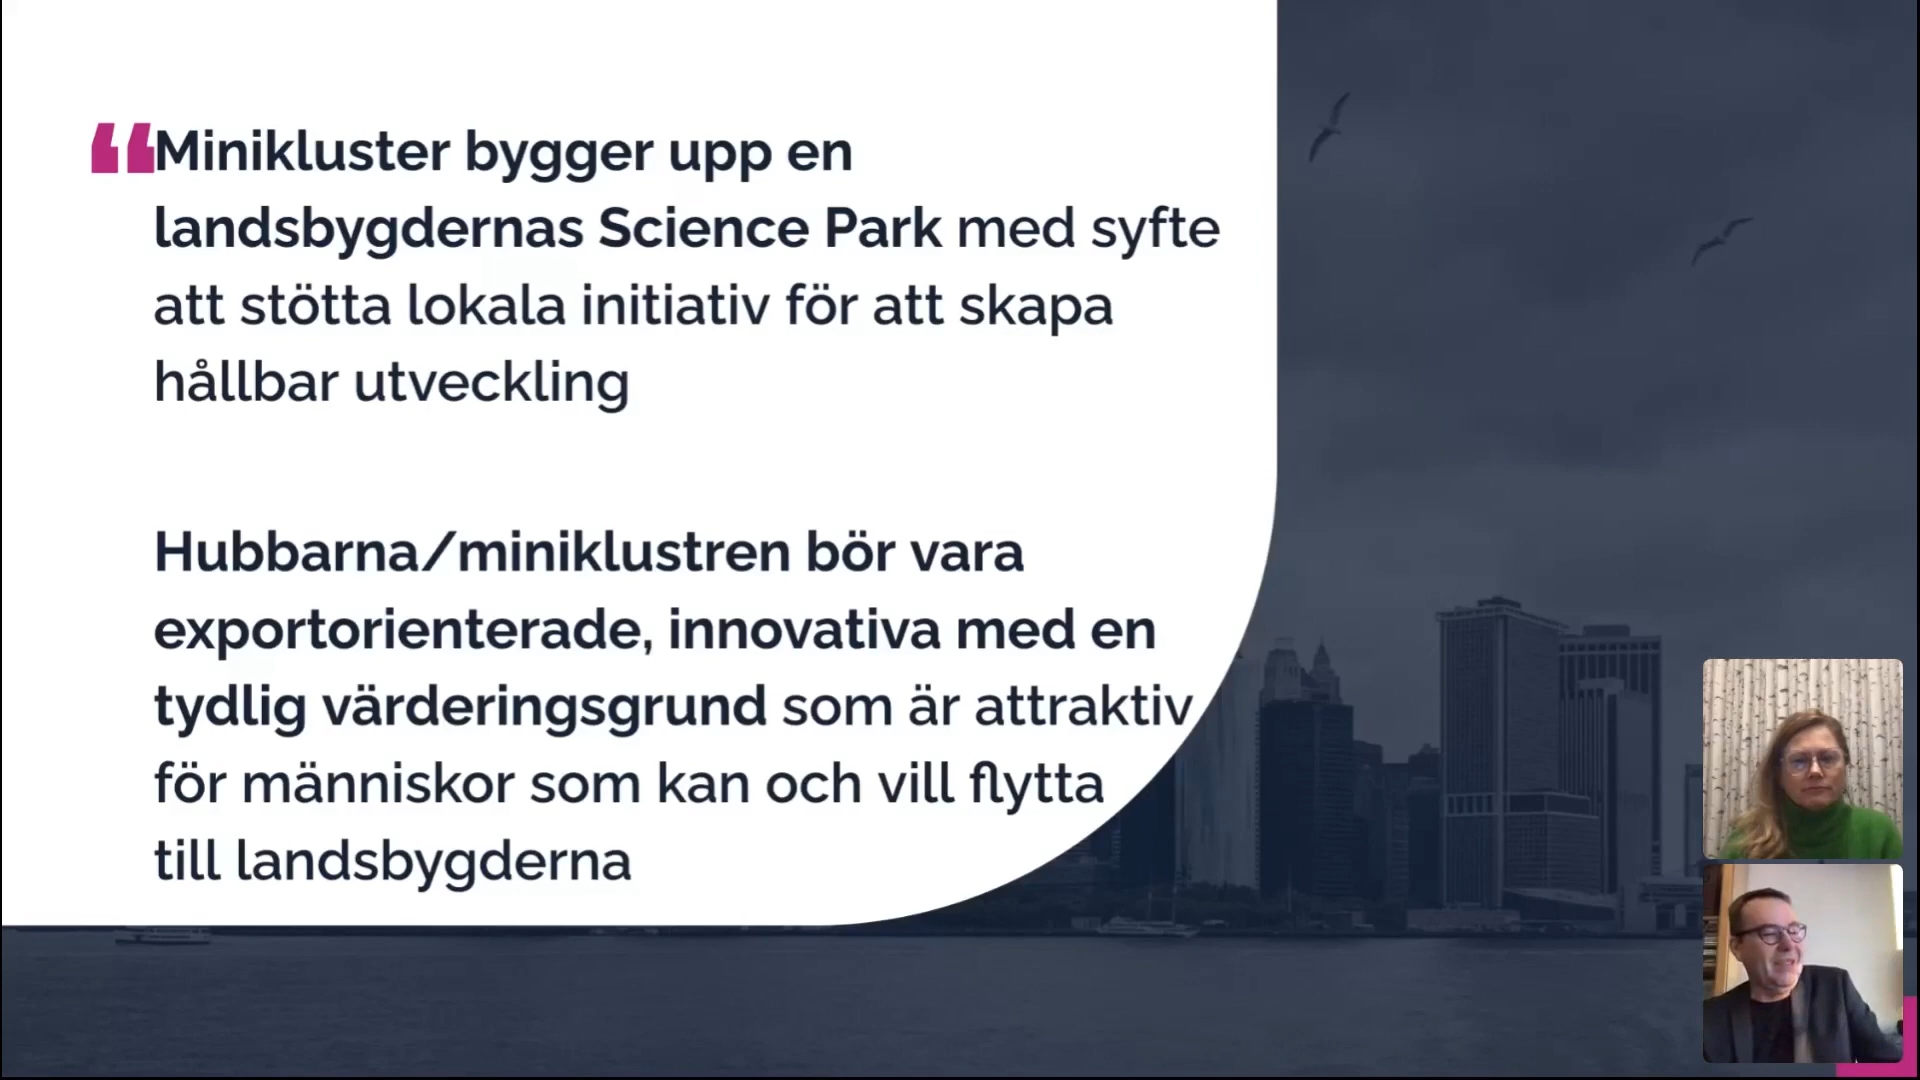 Minikluster bygger upp en
landsbygdernas Science Park med syfte
att stötta lokala initiativ för att skapa
hållbar utveckling
Hubbarna/miniklustren bör vara
exportorienterade, innovativa med en
tydlig värderingsgrund som är attraktiv
för människor som kan och vill flytta
till landsbygderna